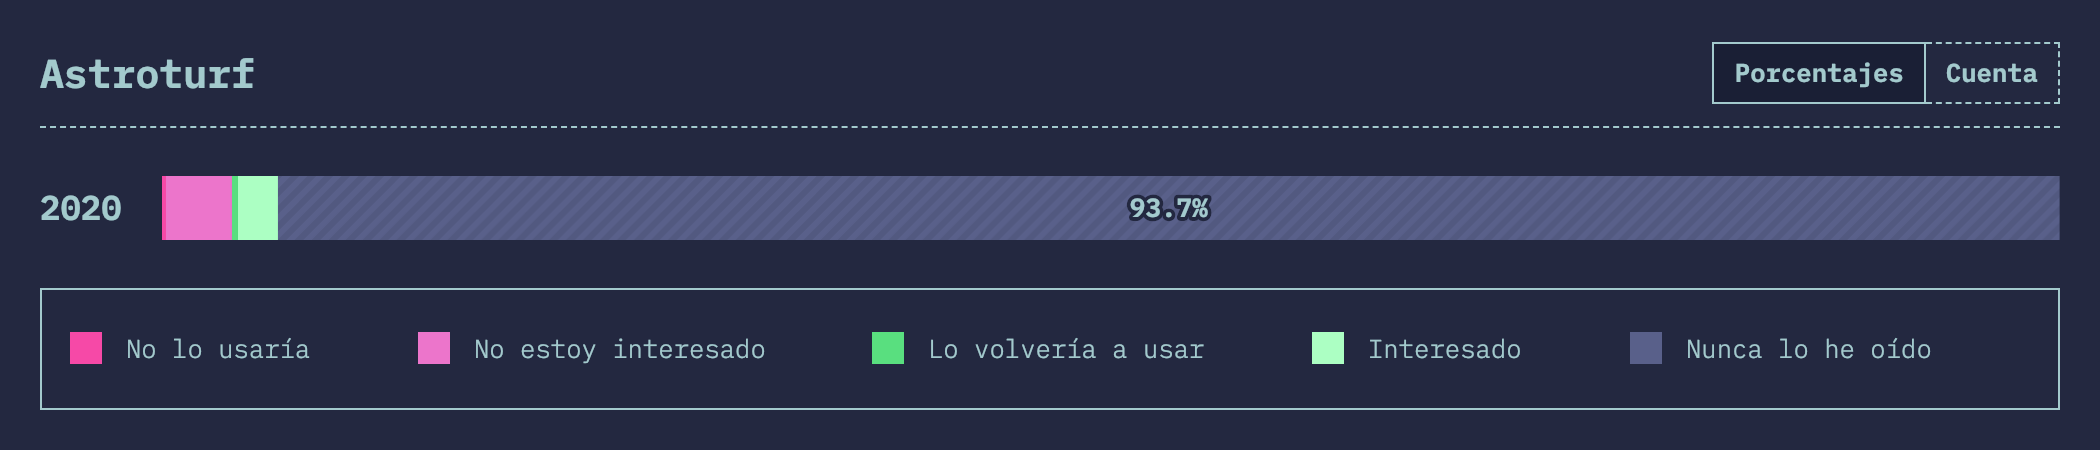 Astroturf
Porcentajes Cuenta
2020 93.7%
No lo usaría No estoy interesado Lo volvería a usar Interesado Nunca lo he oído